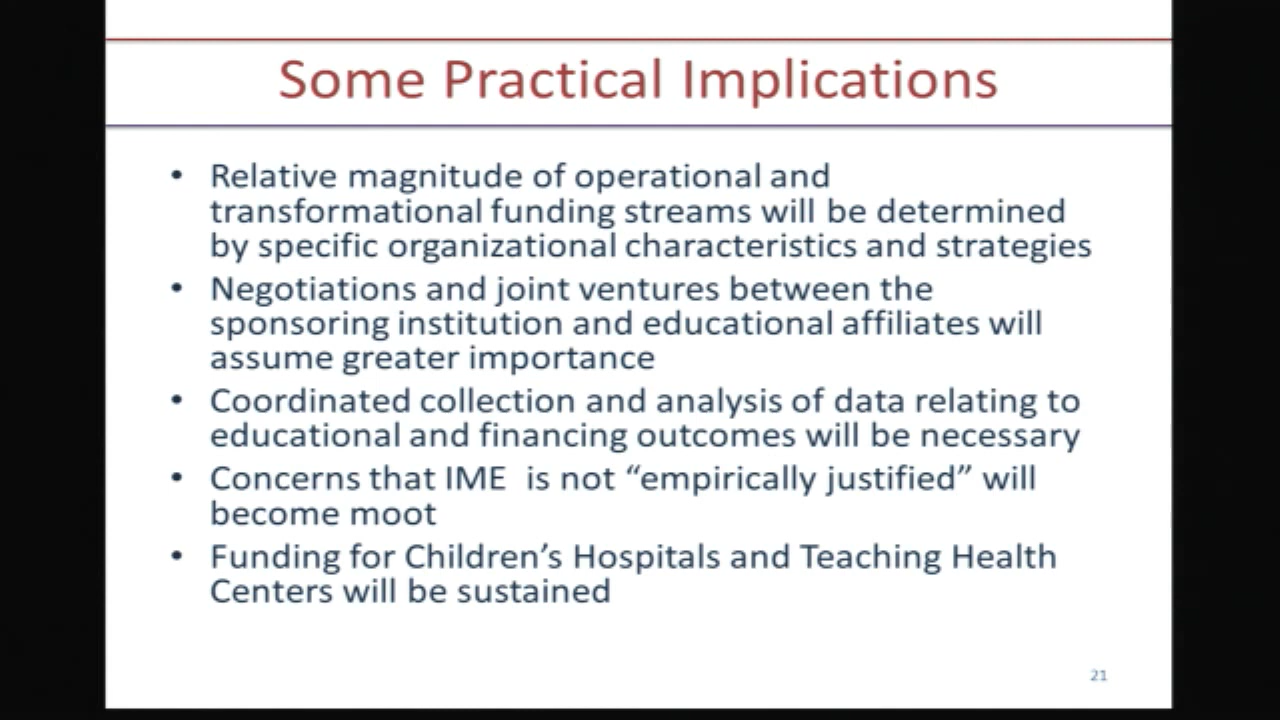 Some Practical Implications
• Relative magnitude of operational and
transformational funding streams will be determined
by specific organizational characteristics and strategies
• Negotiations and joint ventures between the
sponsoring institution and educational affiliates will
assume greater importance
• Coordinated collection and analysis of data relating to
educational and financing outcomes will be necessary
• Concerns that IME  is not “empirically justified” will
become moot
• Funding for Children’s Hospitals and Teaching Health
Centers will be sustained
21